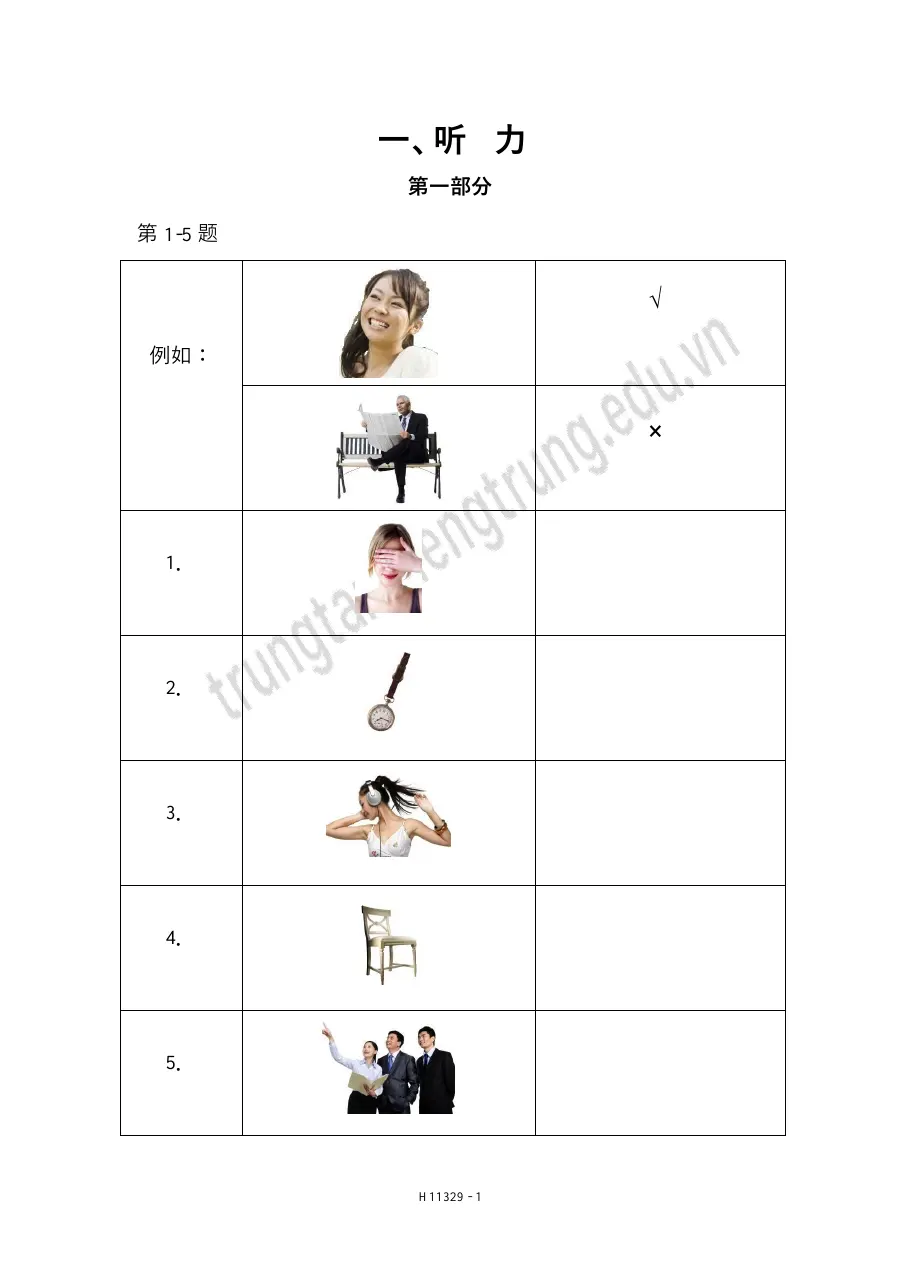 一、听 力
第一部分
第 1-5 题
例如：
√
×
1.
2.
3.
4.
5.
H11329 - 1